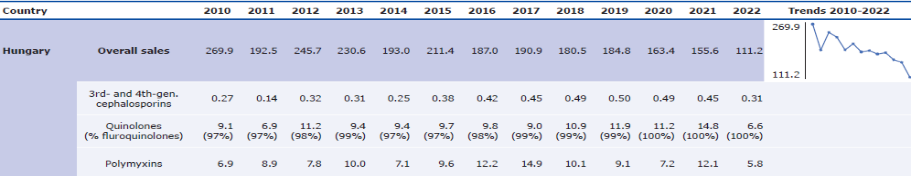 Country 2010 2011 2012 2013 2014 2015 2016 2017 2018 2019 2020 2021 2022 Trends 2010–2022
Hungary Overall sales 269.9 192.5 245.7 230.6 193.0 211.4 187.0 190.9 180.5 184.8 163.4 155.6 111.2
269.9
111.2
3rd- and 4th-gen.
cephalosporins 0.27 0.14 0.32 0.31 0.25 0.38 0.42 0.45 0.49 0.50 0.49 0.45 0.31
Quinolones 9.1 6.9 11.2 9.4 9.4 9.7 9.8 9.0 10.9 11.9 11.2 14.8 6.6
(% fluroquinolones) (97%) (97%) (98%) (99%) (97%) (97%) (98%) (99%) (99%) (99%) (100%) (100%) (100%)
Polymyxins 6.9 8.9 7.8 10.0 7.1 9.6 12.2 14.9 10.1 9.1 7.2 12.1 5.8